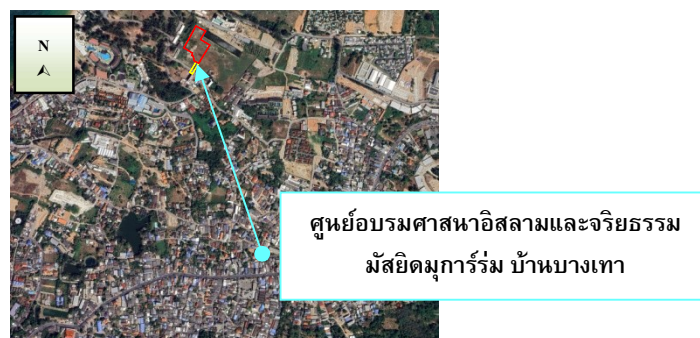 N
ศูนย์อบรมศาสนาอิสลามและจริยธรรม
มัสยิดมุการ์ร่ม บ้านบางเทา